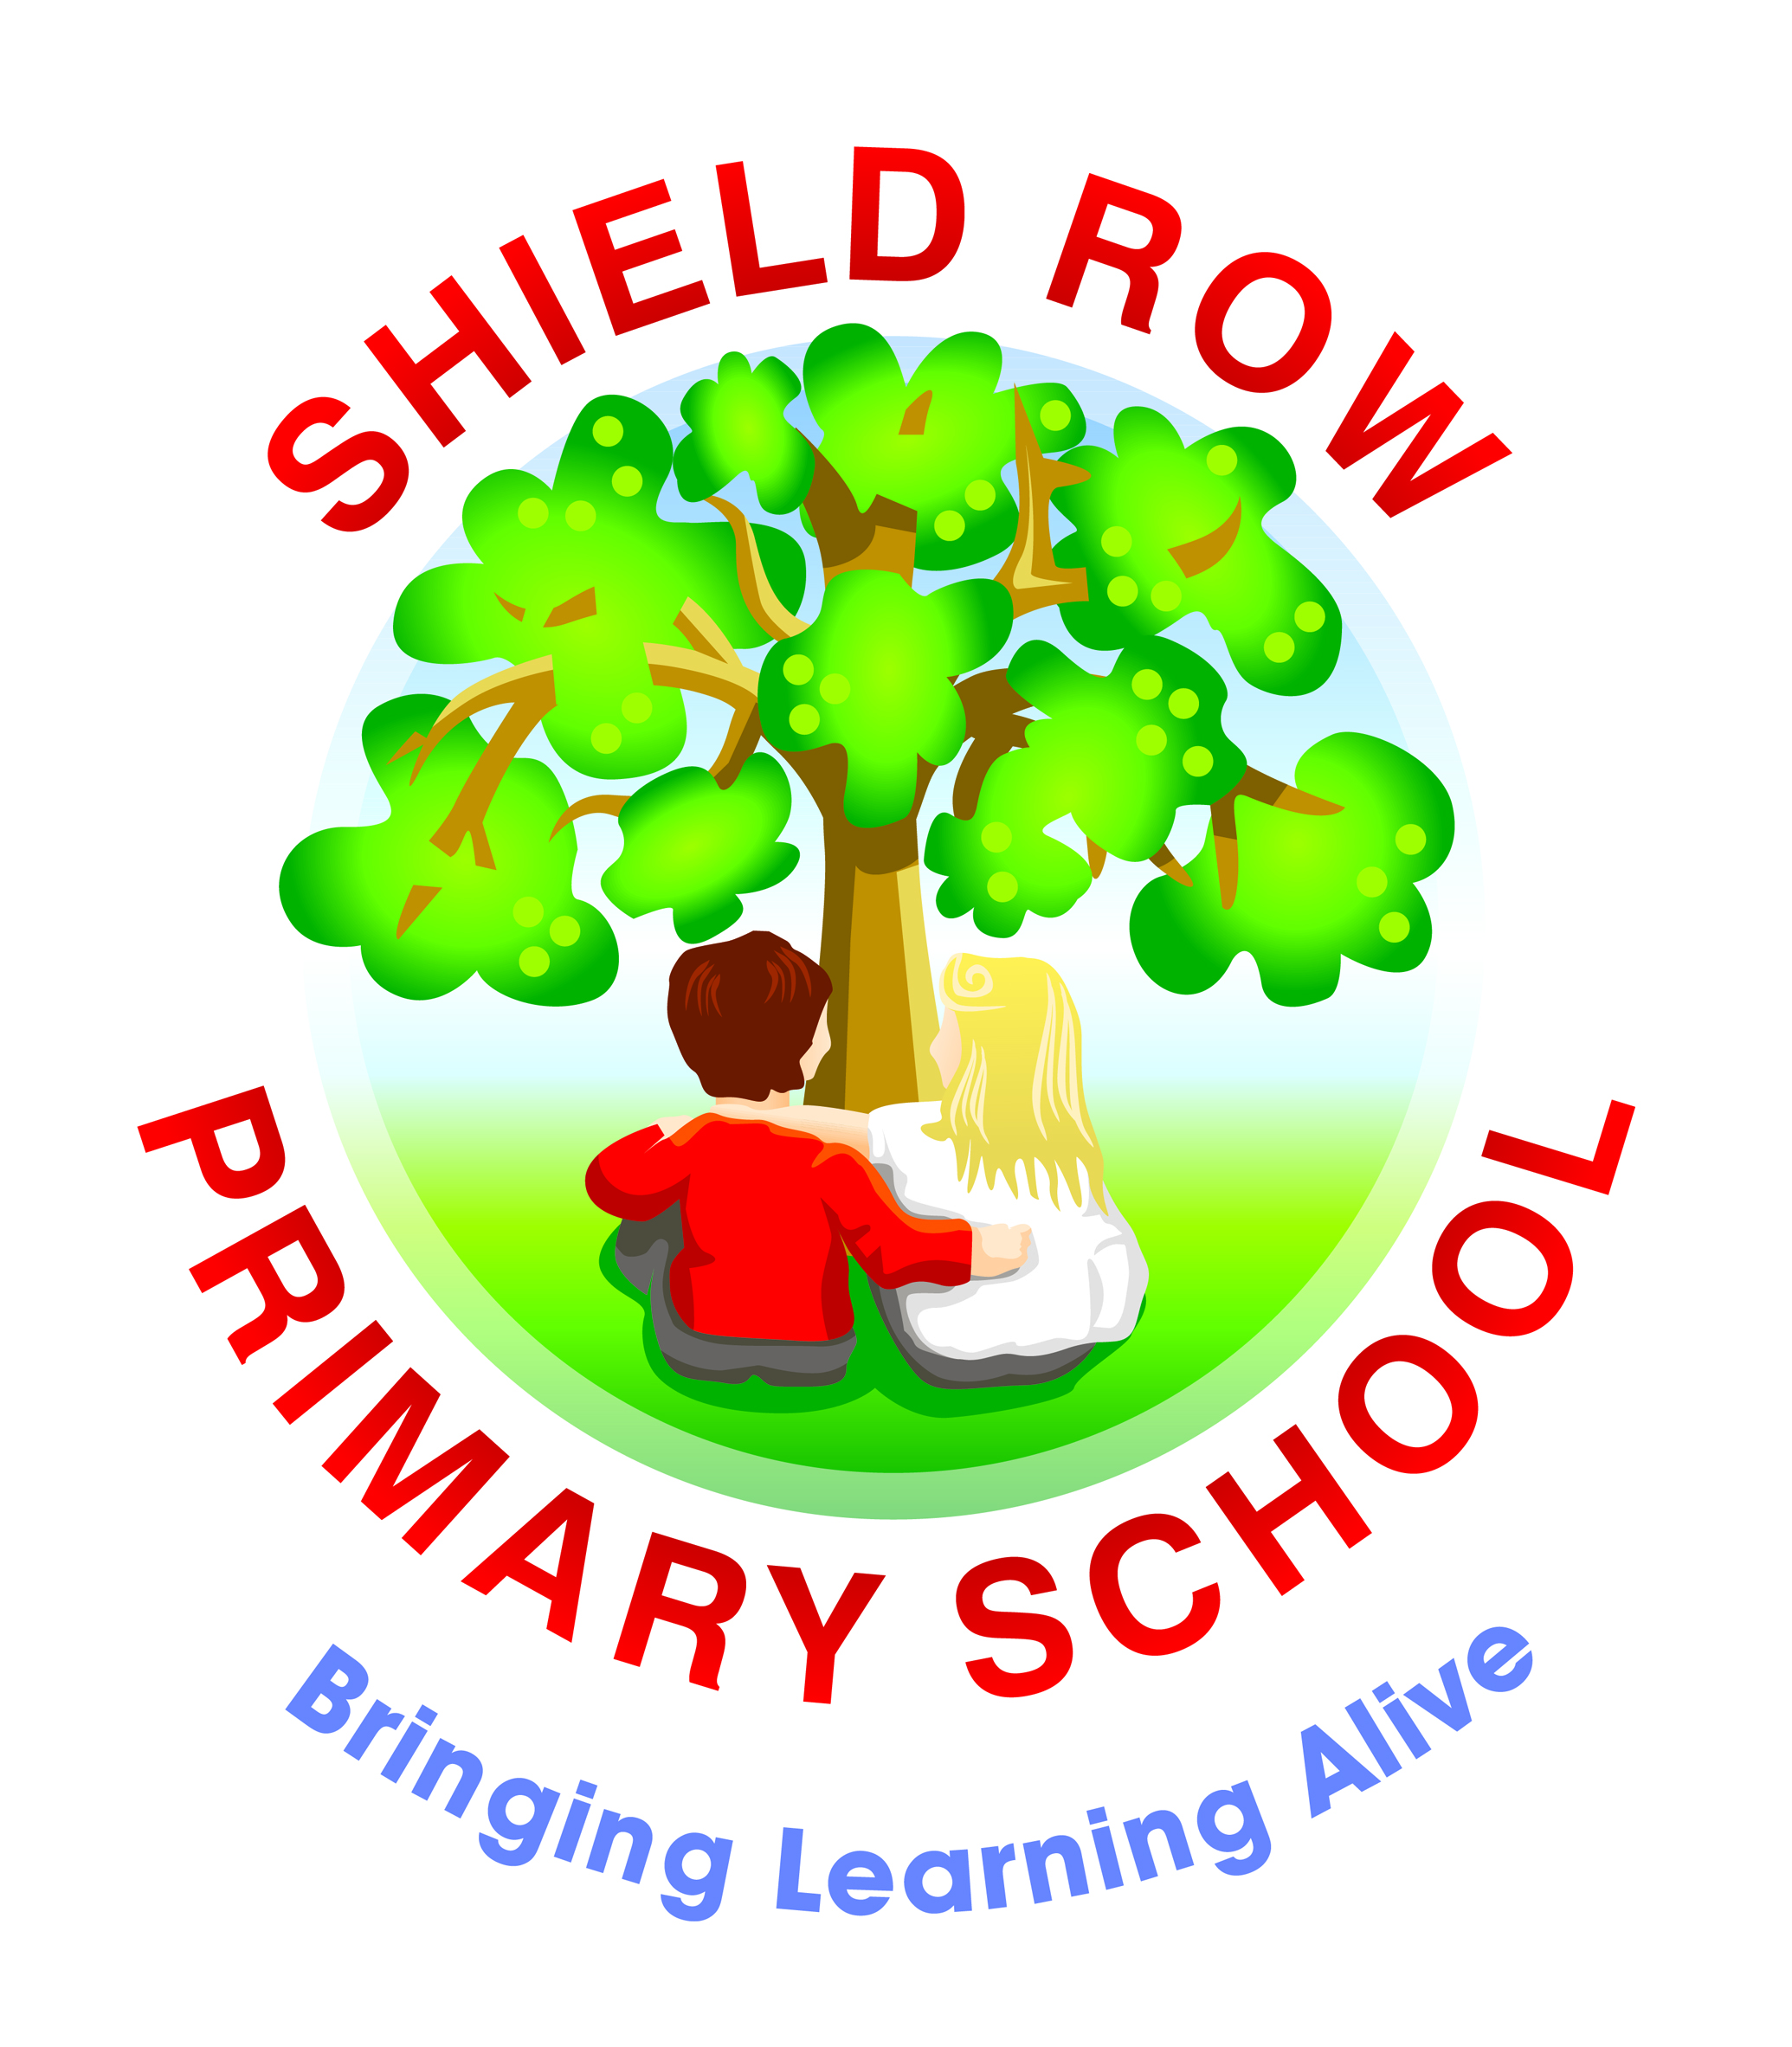 SHIELD ROW
PRIMARY SCHOOL
Bringing Learning Alive